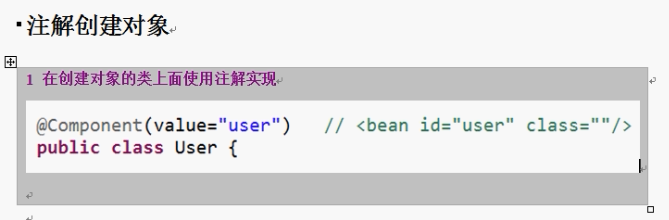 ▪注解创建对象
1 在创建对象的类上面使用注解实现
@Component(value="user")   // <bean id="user" class=""/>
public class User {